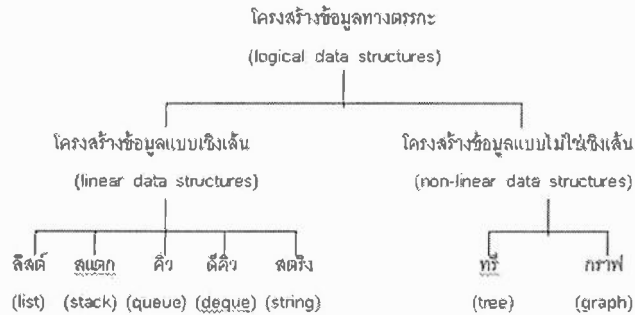 โครงสร้างข้อมูลทางตรรกะ
(logical data structures)
โครงสร้างข้อมูลแบบเชิงเส้น โครงสร้างข้อมูลแบบไม่ใช่เชิงเส้น
(linear data structures) (non-linear data structures)
ลิสต์ สแตก คิว ดีคิว สตริง ทรี กราฟ
(list) (stack) (queue) (deque) (string) (tree) (graph)